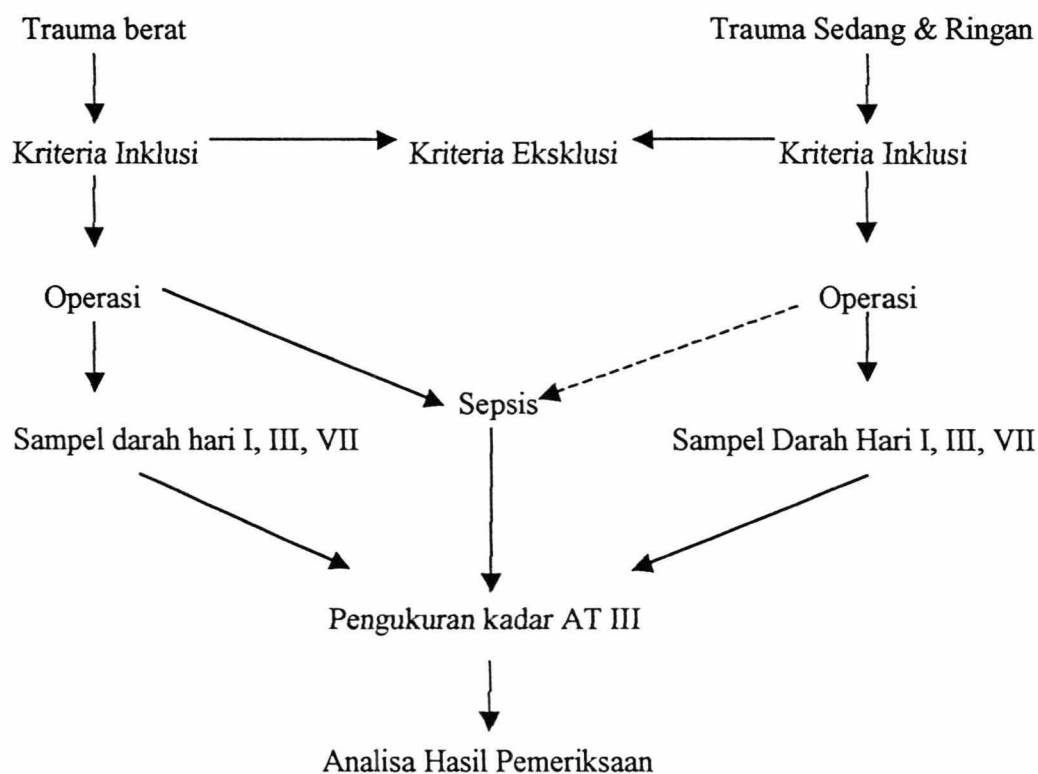 Trauma berat
Trauma Sedang & Ringan
Kriteria Inklusi
Kriteria Eksklusi
Kriteria Inklusi
Operasi
Operasi
Sepsis
Sampel darah hari I, III, VII
Sampel Darah Hari I, III, VII
Pengukuran kadar AT III
Analisa Hasil Pemeriksaan